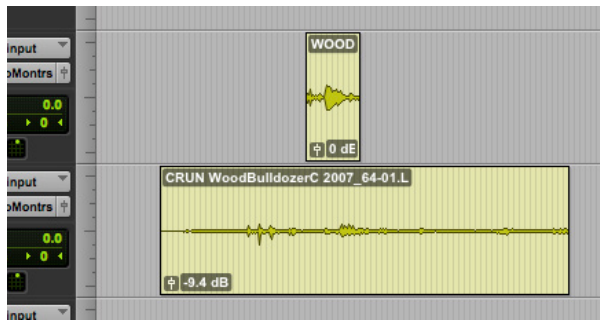 input
oMontrs
0.0
0
WOOD
0 dE
input
oMontrs
0.0
0
CRUN WoodBulldozerC 2007_64-01.L
-9.4 dB
input